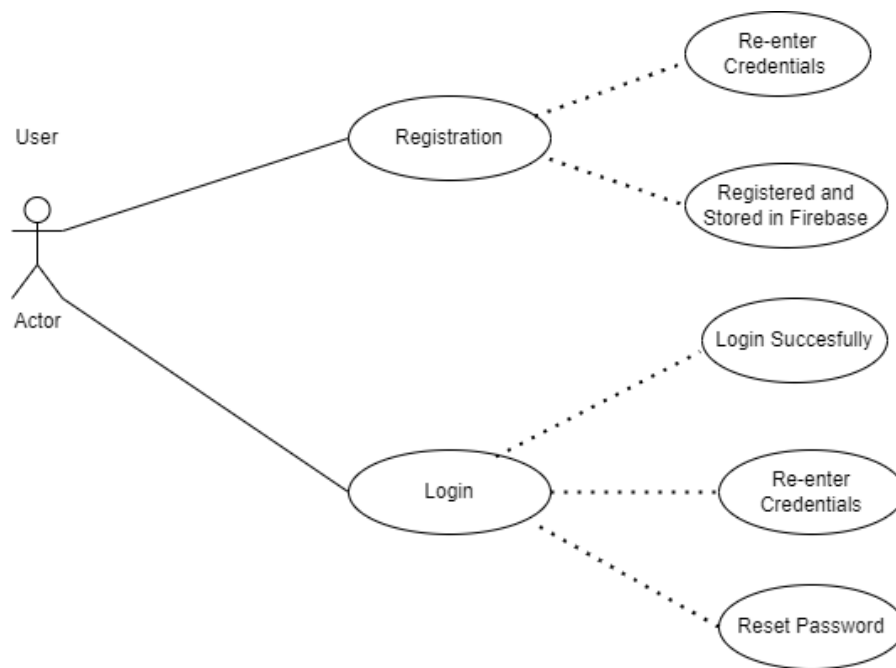 Re-enter
Credentials
User
Registration
Registered and
Stored in Firebase
Actor
Login Succesfully
Login
Re-enter
Credentials
Reset Password